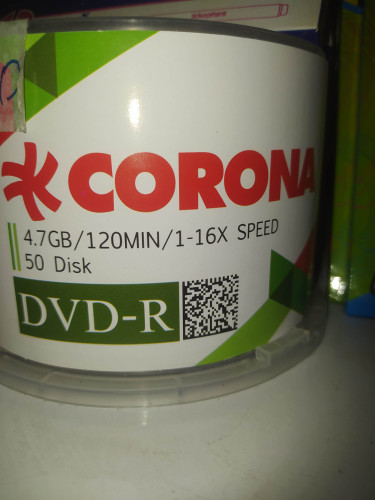 CORONA
4.7GB/120MIN/1-16X SPEED
50 Disk
DVD-R